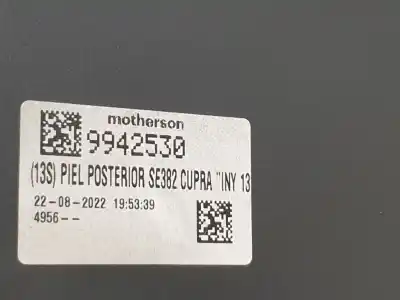 motherson
9942530
(13S) PIEL POSTERIOR SE382 CUPRA "INY 13
22-08-2022 19:53:39
4956--